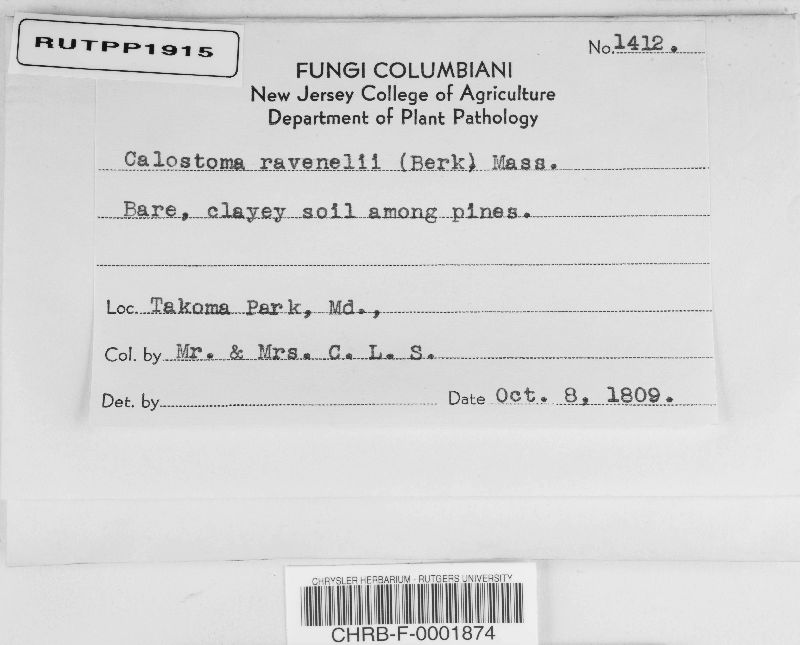 RUTPP1915
No. 1412.
FUNGI COLUMBIANI
New Jersey College of Agriculture
Department of Plant Pathology
Calostoma ravenelii (Berk) Mass.
Bare, clayey soil among pines.
Loc. Takoma Park, Md.,
Col. by Mr. & Mrs. C. L. S.
Det. by
Date Oct. 8, 1809.
CHRYSLER HERBARIUM - RUTGERS UNIVERSITY
CHRB-F-0001874